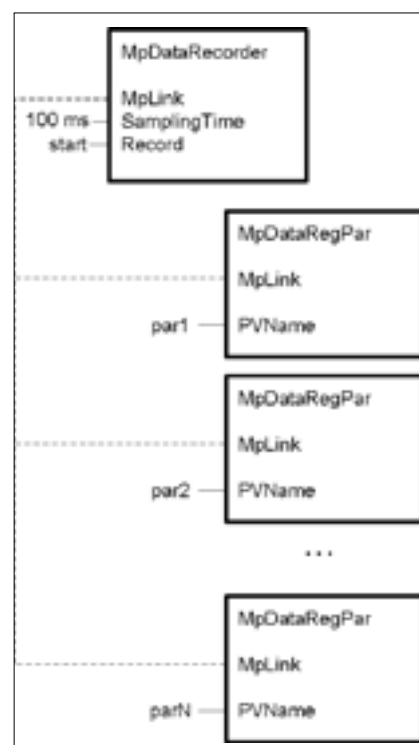 MpDataRecorder
MpLink
100 ms SamplingTime
start Record
MpDataRegPar
MpLink
par1 PVName
MpDataRegPar
MpLink
par2 PVName
...
MpDataRegPar
MpLink
parN PVName